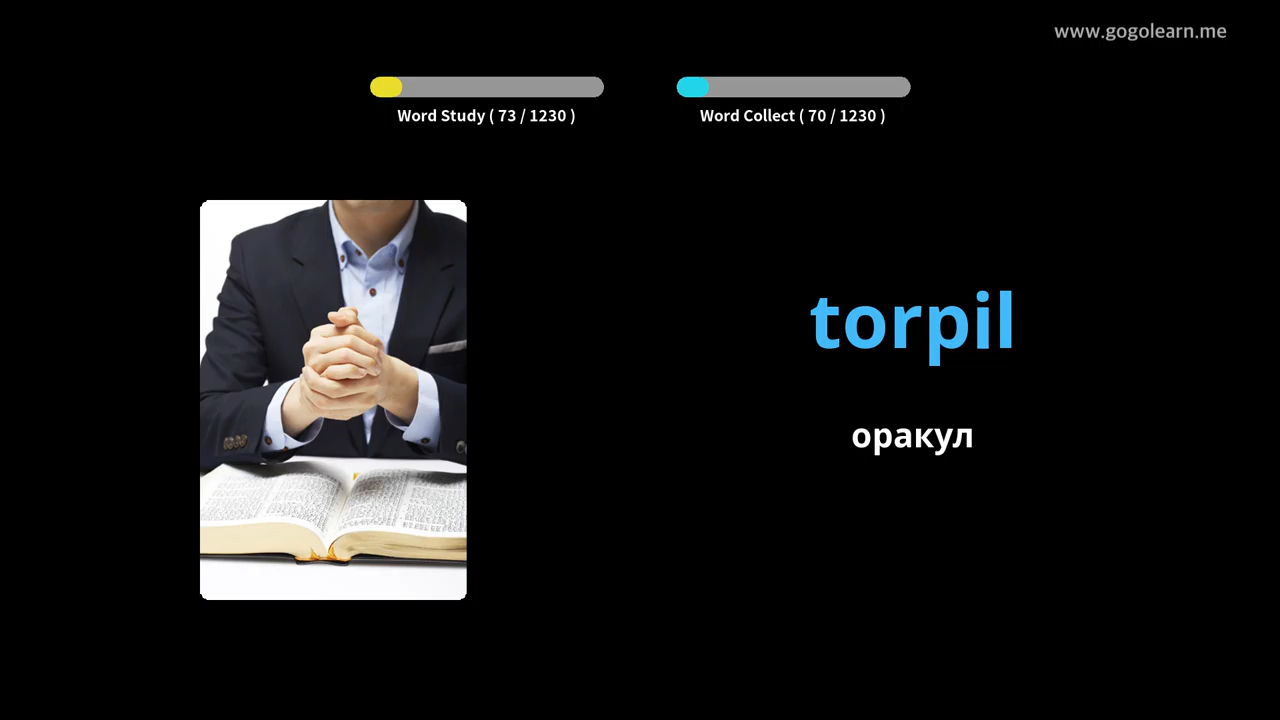 www.gogolearn.me
Word Study ( 73 / 1230 )
Word Collect ( 70 / 1230 )
torpil
оракул